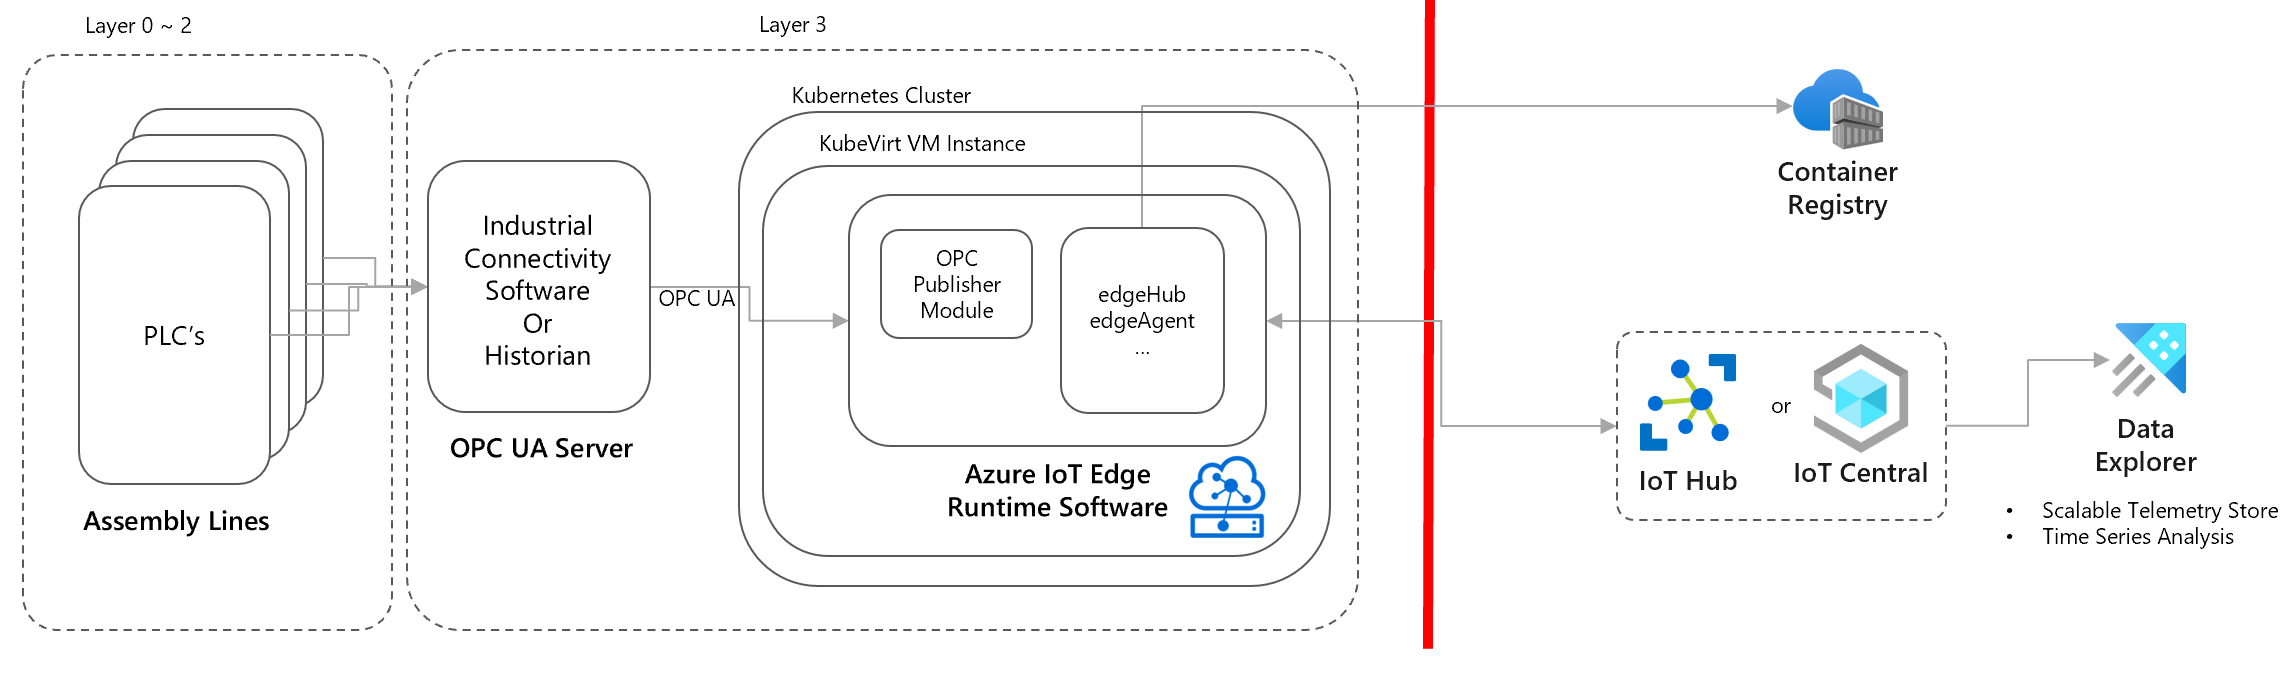 Layer 0 ~ 2
Layer 3
Kubernetes Cluster
KubeVirt VM Instance
PLC's
Assembly Lines
Industrial
Connectivity
Software
Or
Historian
OPC UA Server
OPC UA
OPC
Publisher
Module
edgeHub
edgeAgent
...
Azure IoT Edge
Runtime Software
Container
Registry
IoT Hub
or
IoT Central
Data
Explorer
• Scalable Telemetry Store
• Time Series Analysis